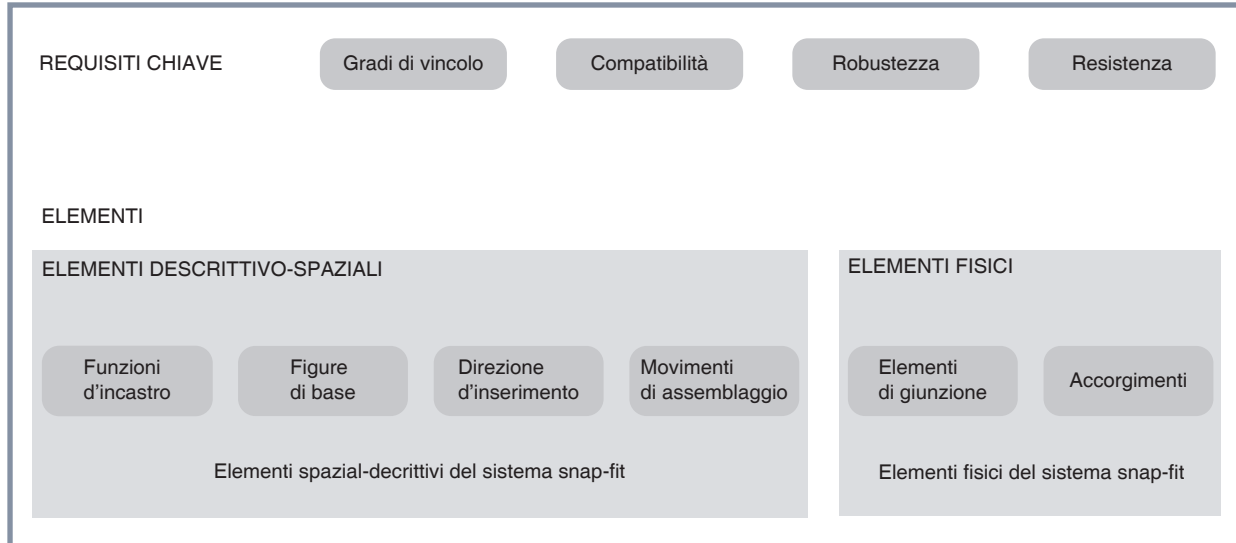 REQUISITI CHIAVE
Gradi di vincolo
Compatibilità
Robustezza
Resistenza
ELEMENTI
ELEMENTI DESCRITTIVO-SPAZIALI
ELEMENTI FISICI
Funzioni
d’incastro
Figure
di base
Direzione
d’inserimento
Movimenti
di assemblaggio
Elementi
di giunzione
Accorgimenti
Elementi spazial-decrittivi del sistema snap-fit
Elementi fisici del sistema snap-fit